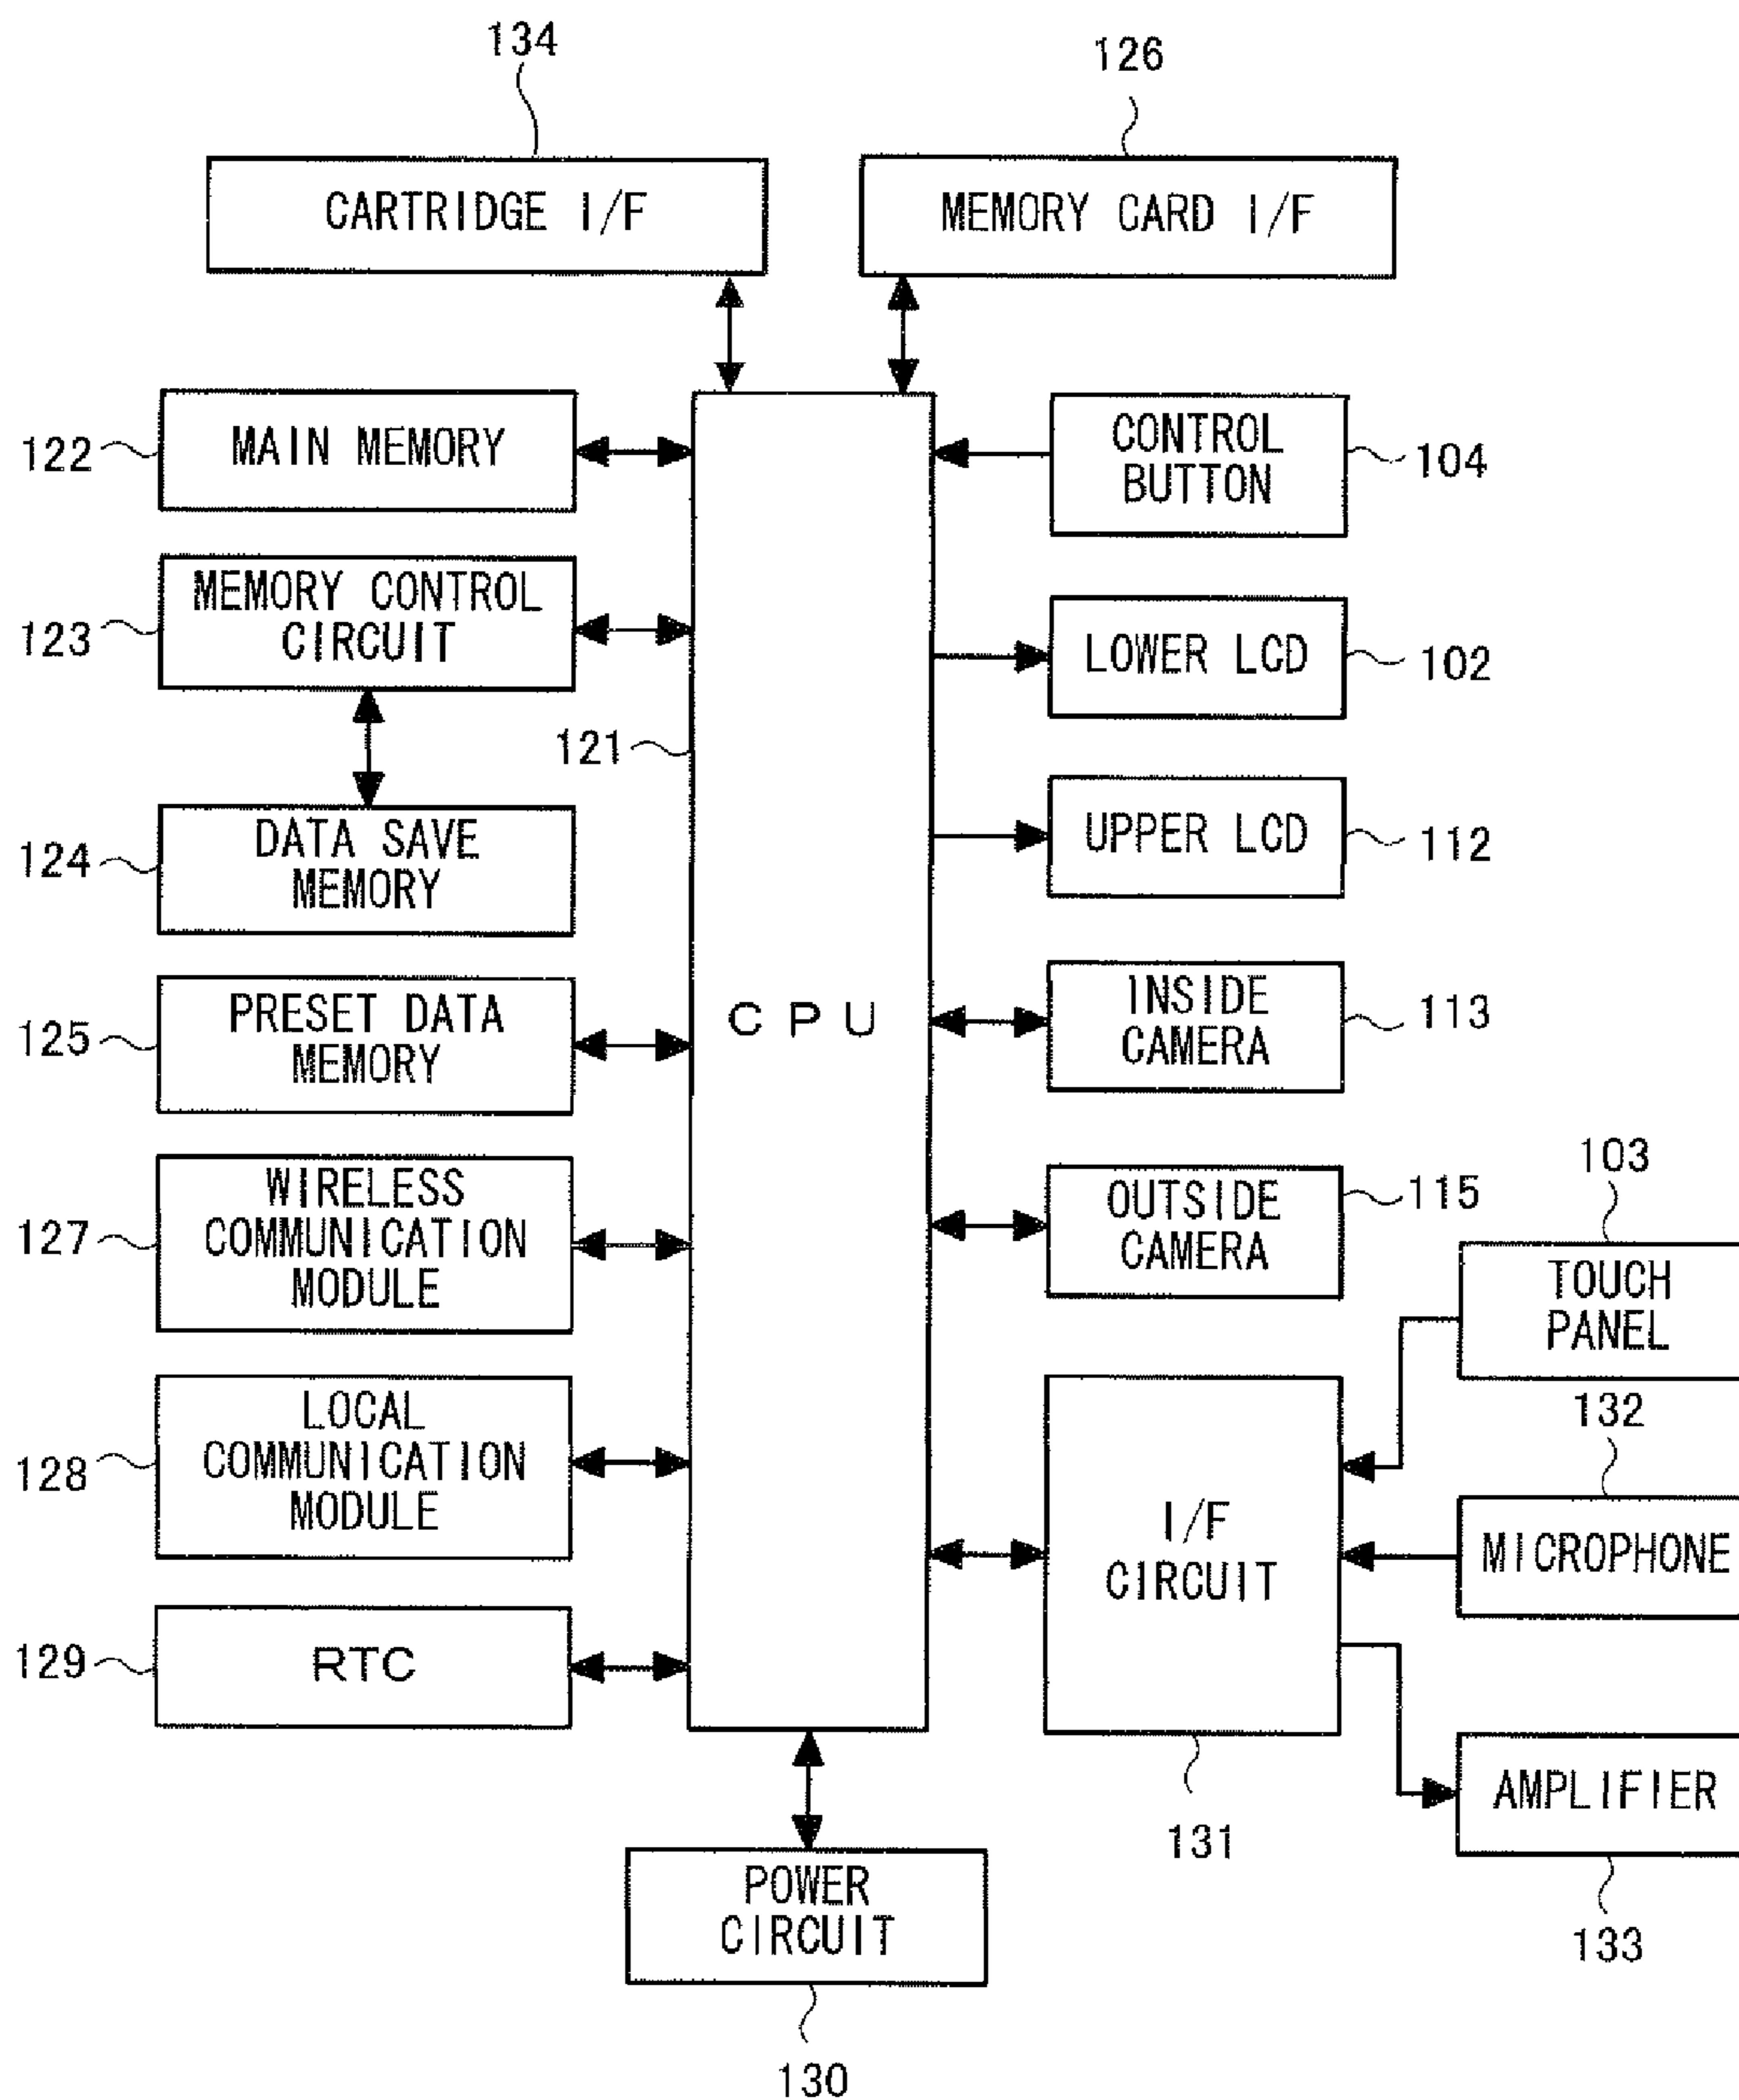 134
126
CARTRIDGE I/F
MEMORY CARD I/F
122
MAIN MEMORY
CONTROL
BUTTON
104
123
MEMORY CONTROL
CIRCUIT
LOWER LCD
102
121
124
DATA SAVE
MEMORY
UPPER LCD
112
125
PRESET DATA
MEMORY
CPU
INSIDE
CAMERA
113
127
WIRELESS
COMMUNICATION
MODULE
OUTSIDE
CAMERA
115
103
TOUCH
PANEL
128
LOCAL
COMMUNICATION
MODULE
I/F
CIRCUIT
132
MICROPHONE
129
RTC
131
AMPLIFIER
133
POWER
CIRCUIT
130